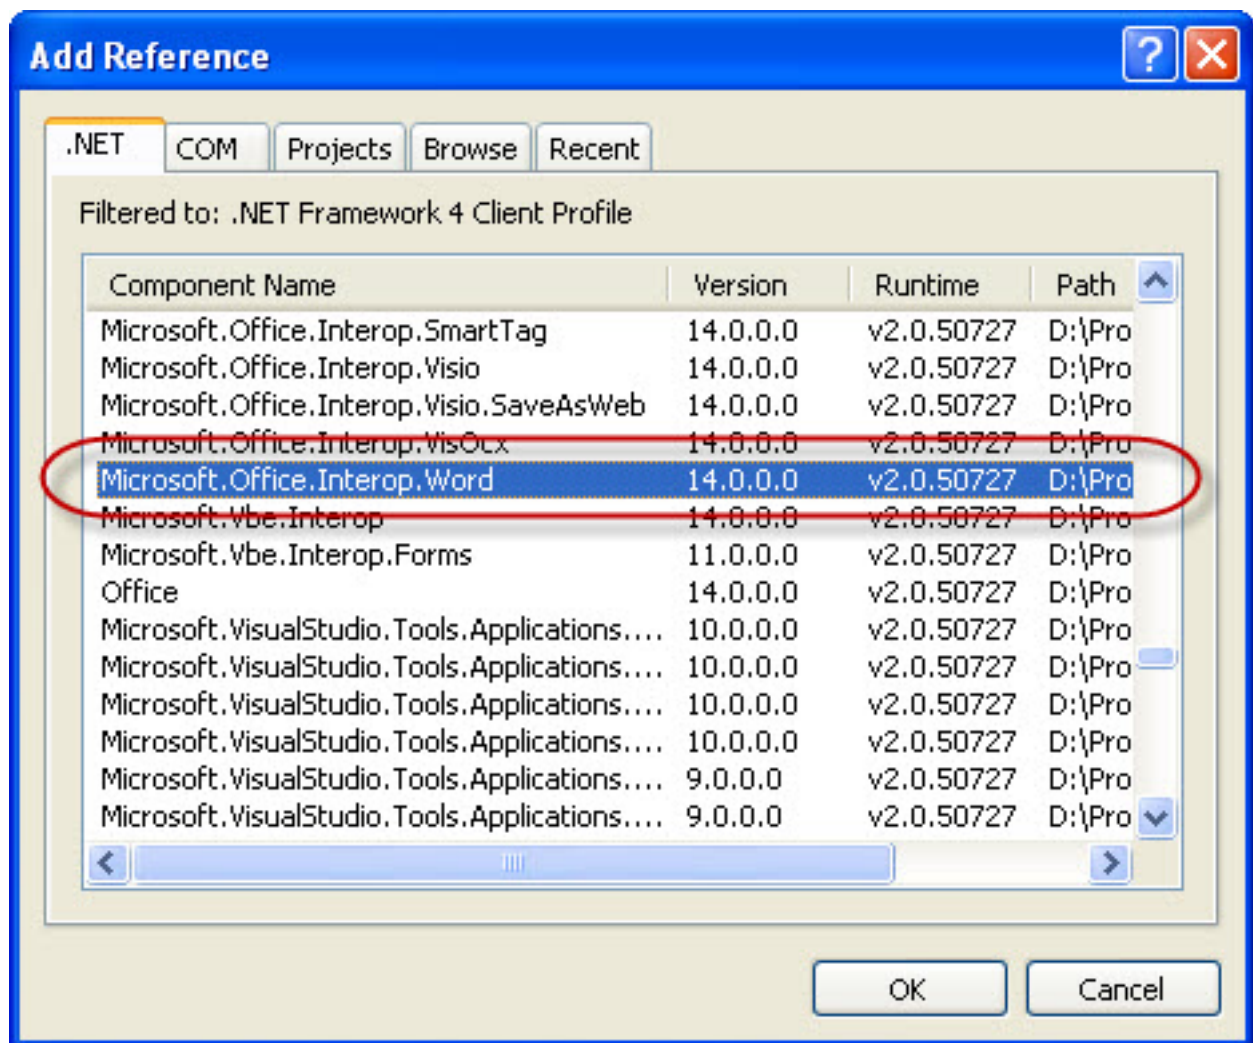 Add Reference
.NET COM Projects Browse Recent
Filtered to: .NET Framework 4 Client Profile
Component Name Version Runtime Path
Microsoft.Office.Interop.SmartTag 14.0.0.0 v2.0.50727 D:\Pro
Microsoft.Office.Interop.Visio 14.0.0.0 v2.0.50727 D:\Pro
Microsoft.Office.Interop.Visio.SaveAsWeb 14.0.0.0 v2.0.50727 D:\Pro
Microsoft.Office.Interop.VisOcx 14.0.0.0 v2.0.50727 D:\Pro
Microsoft.Office.Interop.Word 14.0.0.0 v2.0.50727 D:\Pro
Microsoft.Vbe.Interop 14.0.0.0 v2.0.50727 D:\Pro
Microsoft.Vbe.Interop.Forms 11.0.0.0 v2.0.50727 D:\Pro
Office 14.0.0.0 v2.0.50727 D:\Pro
Microsoft.VisualStudio.Tools.Applications.... 10.0.0.0 v2.0.50727 D:\Pro
Microsoft.VisualStudio.Tools.Applications.... 10.0.0.0 v2.0.50727 D:\Pro
Microsoft.VisualStudio.Tools.Applications.... 10.0.0.0 v2.0.50727 D:\Pro
Microsoft.VisualStudio.Tools.Applications.... 10.0.0.0 v2.0.50727 D:\Pro
Microsoft.VisualStudio.Tools.Applications.... 9.0.0.0 v2.0.50727 D:\Pro
Microsoft.VisualStudio.Tools.Applications.... 9.0.0.0 v2.0.50727 D:\Pro
OK Cancel